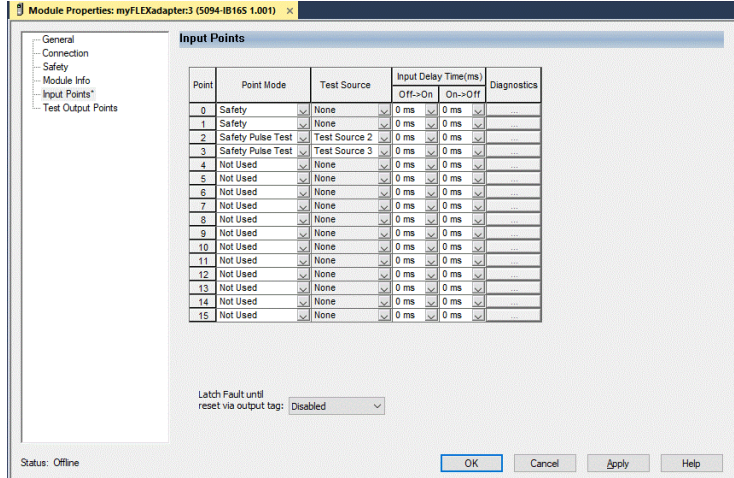 Module Properties: myFLEXadapter:3 (5094-IB16S 1.001) ×
General
Connection
Safety
Module Info
Input Points*
Test Output Points
Input Points
Point Point Mode Test Source Input Delay Time(ms) Diagnostics
Off->On On->Off
0 Safety None 0 ms 0 ms ...
1 Safety None 0 ms 0 ms ...
2 Safety Pulse Test Test Source 2 0 ms 0 ms ...
3 Safety Pulse Test Test Source 3 0 ms 0 ms ...
4 Not Used None 0 ms 0 ms ...
5 Not Used None 0 ms 0 ms ...
6 Not Used None 0 ms 0 ms ...
7 Not Used None 0 ms 0 ms ...
8 Not Used None 0 ms 0 ms ...
9 Not Used None 0 ms 0 ms ...
10 Not Used None 0 ms 0 ms ...
11 Not Used None 0 ms 0 ms ...
12 Not Used None 0 ms 0 ms ...
13 Not Used None 0 ms 0 ms ...
14 Not Used None 0 ms 0 ms ...
15 Not Used None 0 ms 0 ms ...
Latch Fault until
reset via output tag: Disabled
Status: Offline
OK Cancel Apply Help